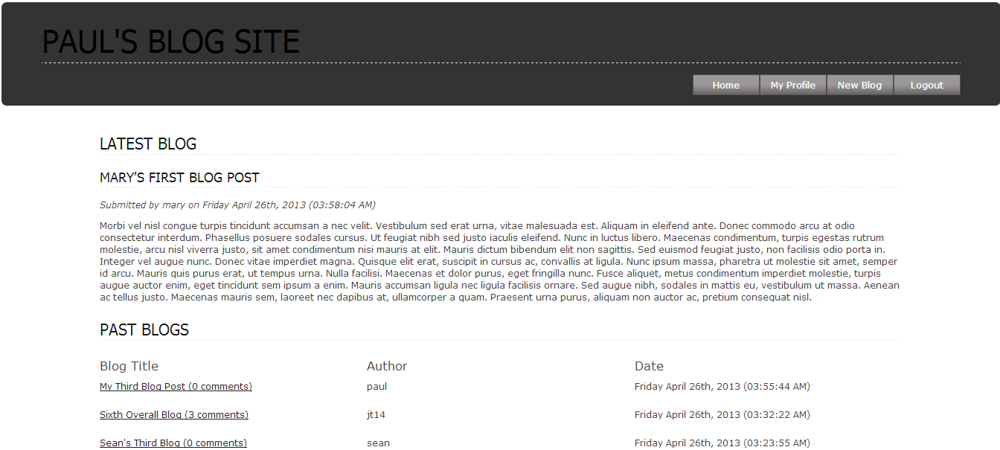 PAUL'S BLOG SITE
Home My Profile New Blog Logout
LATEST BLOG
MARY'S FIRST BLOG POST
Submitted by mary on Friday April 26th, 2013 (03:58:04 AM)
Morbi vel nisl congue turpis tincidunt accumsan a nec velit. Vestibulum sed erat urna, vitae malesuada est. Aliquam in eleifend ante. Donec commodo arcu at odio
consectetur interdum. Phasellus posuere sodales cursus. Ut feugiat nibh sed justo iaculis eleifend. Nunc in luctus libero. Maecenas condimentum, turpis egestas rutrum
molestie, arcu nisl viverra justo, sit amet condimentum nisi mauris at elit. Mauris dictum bibendum elit non sagittis. Sed euismod feugiat justo, non facilisis odio porta in.
Integer vel augue nunc. Donec vitae imperdiet magna. Quisque elit erat, suscipit in cursus ac, convallis at ligula. Nunc ipsum massa, pharetra ut molestie sit amet, semper
id arcu. Mauris quis purus erat, ut tempus urna. Nulla facilisi. Maecenas et dolor purus, eget fringilla nunc. Fusce aliquet, metus condimentum imperdiet molestie, turpis
augue auctor enim, eget tincidunt sem ipsum a enim. Mauris accumsan ligula nec ligula facilisis ornare. Sed augue nibh, sodales in mattis eu, vestibulum ut massa. Aenean
ac tellus justo. Maecenas mauris sem, laoreet nec dapibus at, ullamcorper a quam. Praesent urna purus, aliquam non auctor ac, pretium consequat nisl.
PAST BLOGS
Blog Title Author Date
My Third Blog Post (0 comments) paul Friday April 26th, 2013 (03:55:44 AM)
Sixth Overall Blog (3 comments) jt14 Friday April 26th, 2013 (03:32:22 AM)
Sean's Third Blog (0 comments) sean Friday April 26th, 2013 (03:23:55 AM)